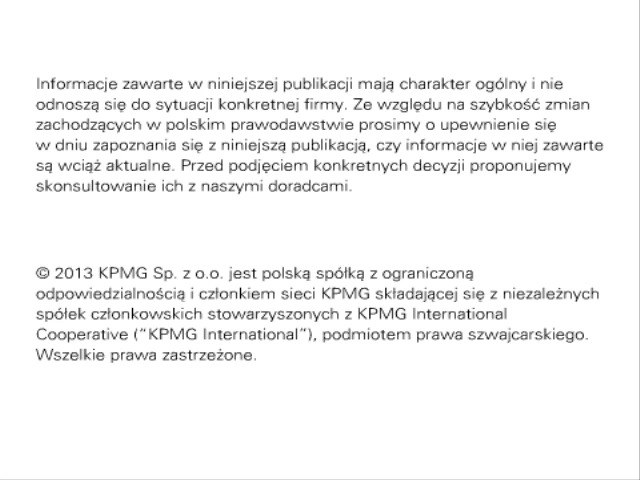 Informacje zawarte w niniejszej publikacji mają charakter ogólny i nie
odnoszą się do sytuacji konkretnej firmy. Ze względu na szybkość zmian
zachodzących w polskim prawodawstwie prosimy o upewnienie się
w dniu zapoznania się z niniejszą publikacją, czy informacje w niej zawarte
są wciąż aktualne. Przed podjęciem konkretnych decyzji proponujemy
skonsultowanie ich z naszymi doradcami.
© 2013 KPMG Sp. z o.o. jest polską spółką z ograniczoną
odpowiedzialnością i członkiem sieci KPMG składającej się z niezależnych
spółek członkowskich stowarzyszonych z KPMG International
Cooperative (“KPMG International”), podmiotem prawa szwajcarskiego.
Wszelkie prawa zastrzeżone.